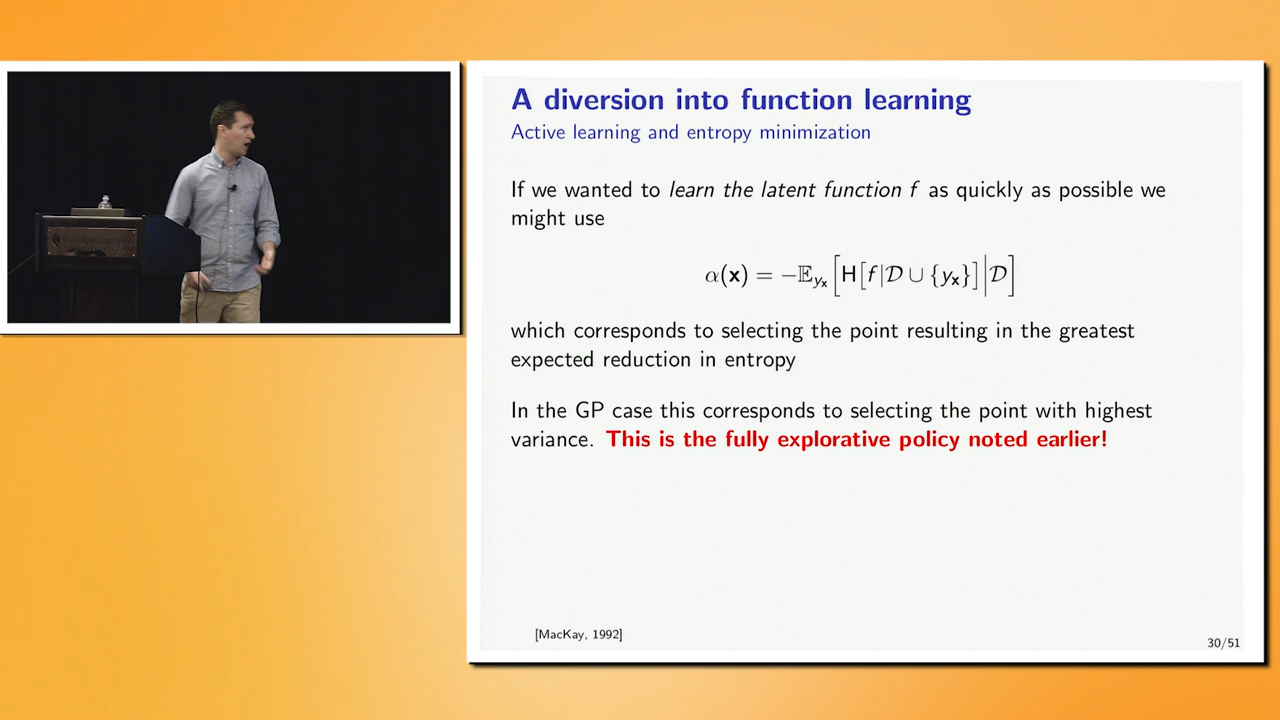 A diversion into function learning
Active learning and entropy minimization
If we wanted to learn the latent function f as quickly as possible we
might use
α(x) = −𝔼_{y_x}[H[f|𝒟 ∪ {y_x}]|𝒟]
which corresponds to selecting the point resulting in the greatest
expected reduction in entropy
In the GP case this corresponds to selecting the point with highest
variance. This is the fully explorative policy noted earlier!
[MacKay, 1992]
30/51